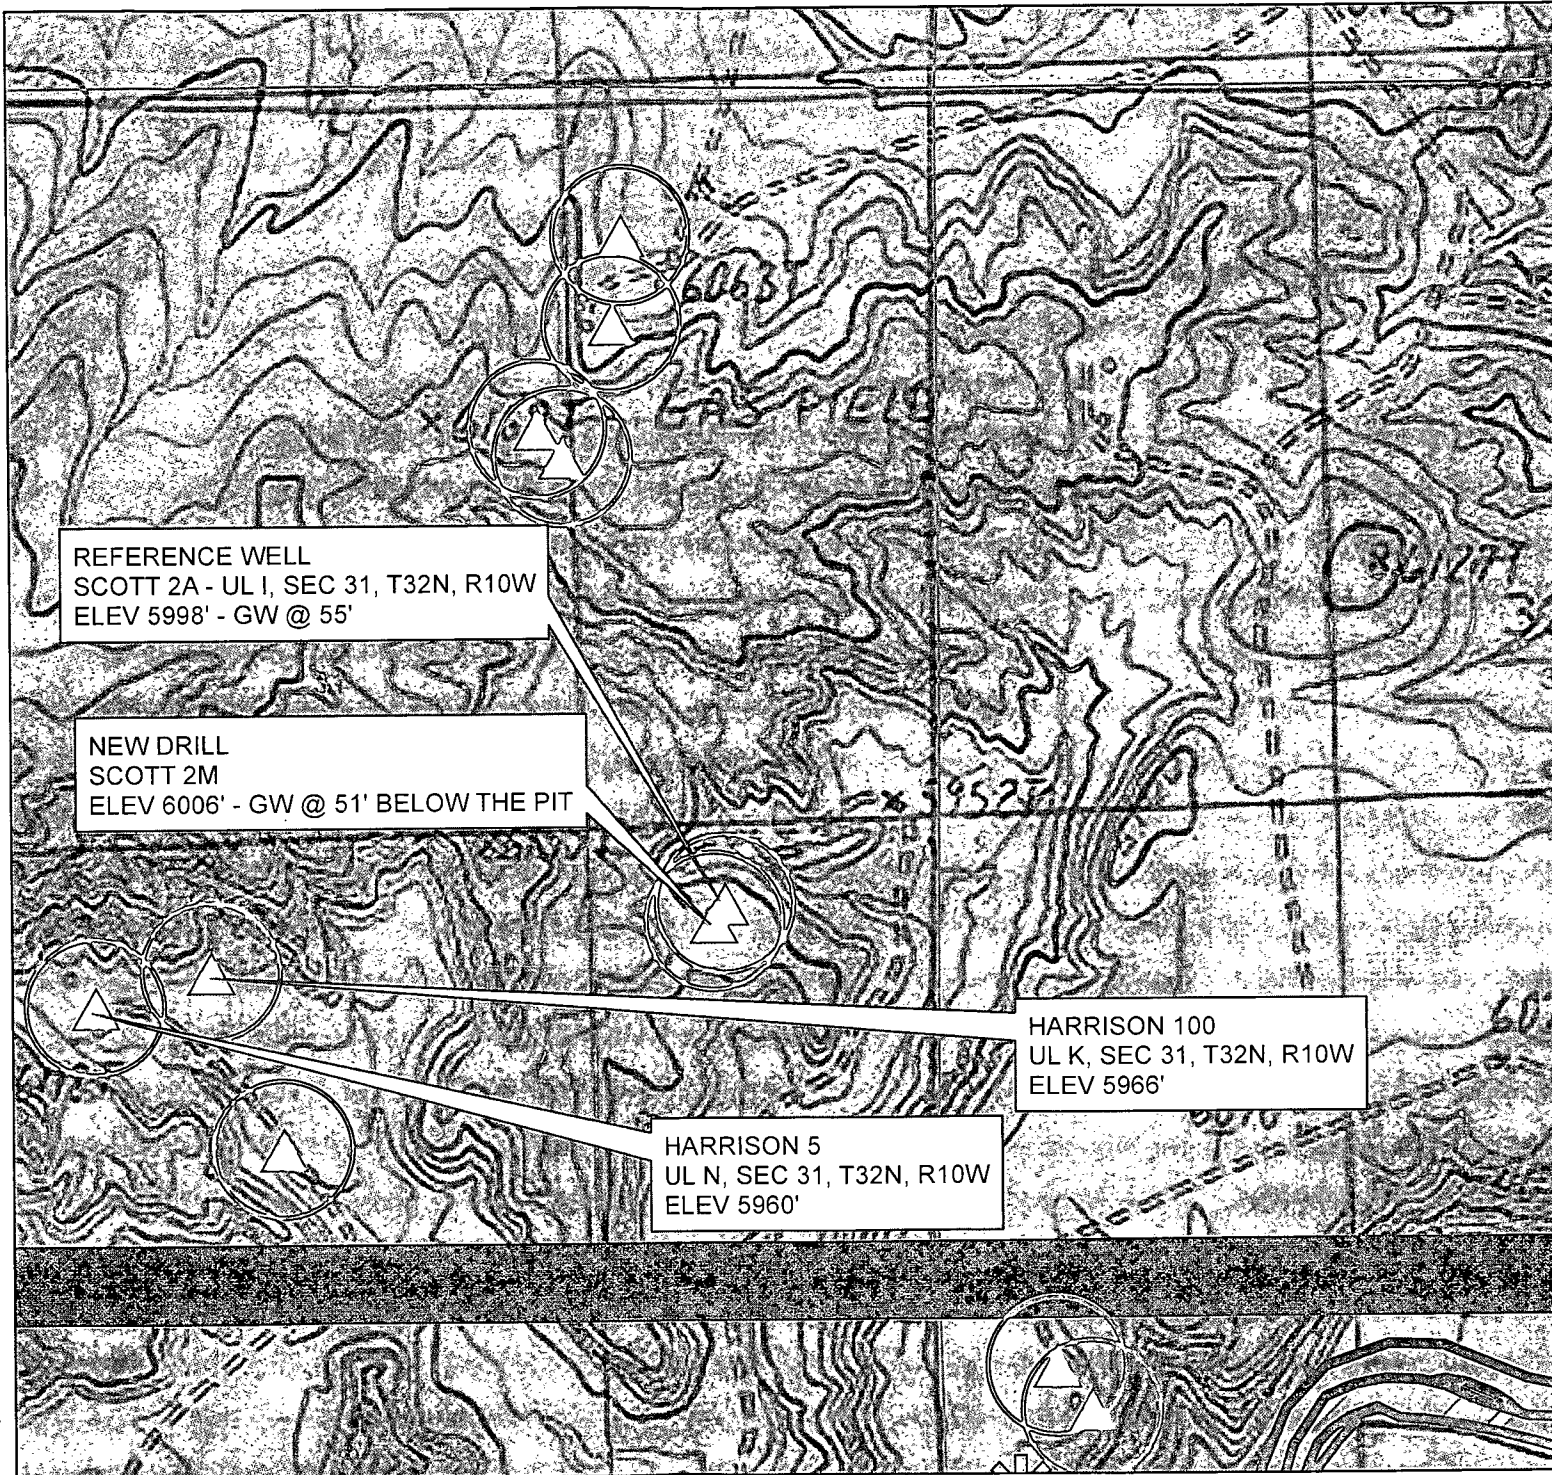 REFERENCE WELL
SCOTT 2A - UL I, SEC 31, T32N, R10W
ELEV 5998' - GW @ 55'
NEW DRILL
SCOTT 2M
ELEV 6006' - GW @ 51' BELOW THE PIT
HARRISON 100
UL K, SEC 31, T32N, R10W
ELEV 5966'
HARRISON 5
UL N, SEC 31, T32N, R10W
ELEV 5960'